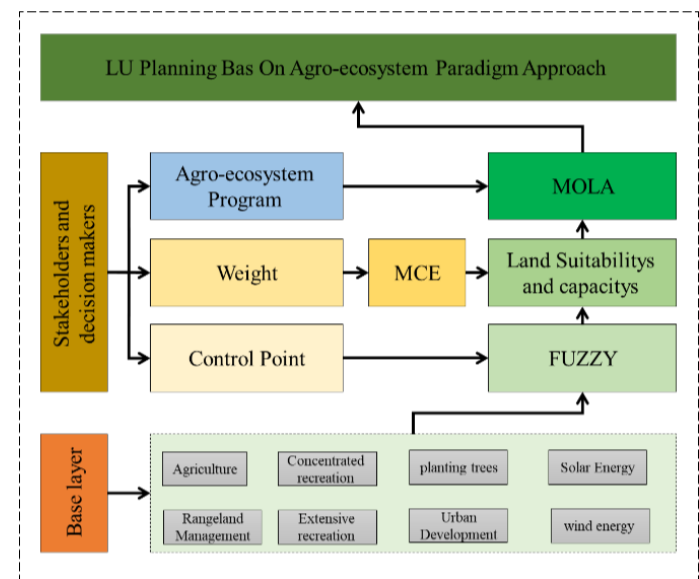 LU Planning Bas On Agro-ecosystem Paradigm Approach
Stakeholders and
decision makers
Agro-ecosystem
Program
MOLA
Weight
MCE
Land Suitabilitys
and capacitys
Control Point
FUZZY
Base layer
Agriculture
Concentrated
recreation
planting trees
Solar Energy
Rangeland
Management
Extensive
recreation
Urban
Development
wind energy